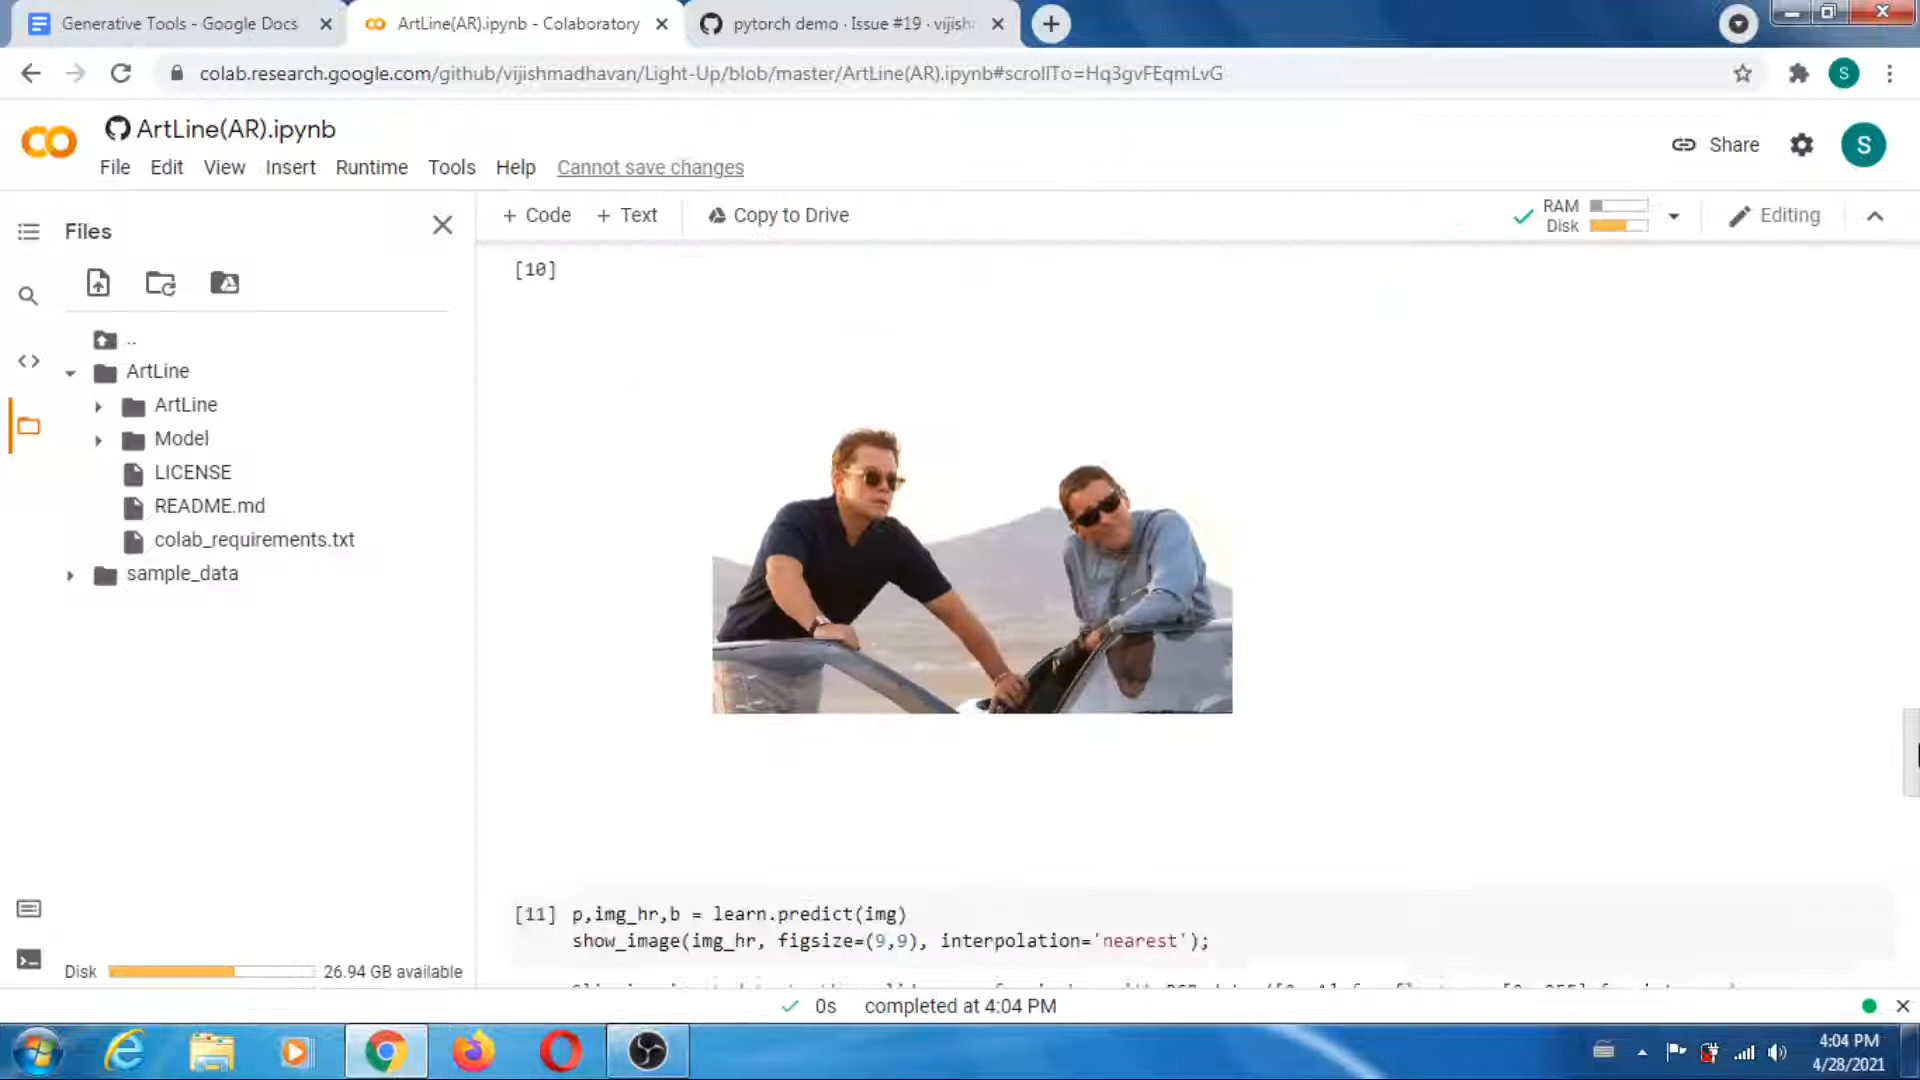 Generative Tools - Google Docs
ArtLine(AR).ipynb - Colaboratory
pytorch demo · Issue #19 · vijish
colab.research.google.com/github/vijishmadhavan/Light-Up/blob/master/ArtLine(AR).ipynb#scrollTo=Hq3gvFEqmLvG
S
ArtLine(AR).ipynb
Share
S
File Edit View Insert Runtime Tools Help Cannot save changes
Files
+ Code + Text Copy to Drive
RAM
Disk
Editing
[10]
..
ArtLine
ArtLine
Model
LICENSE
README.md
colab_requirements.txt
sample_data
[11] p,img_hr,b = learn.predict(img)
show_image(img_hr, figsize=(9,9), interpolation='nearest');
Disk 26.94 GB available
0s completed at 4:04 PM
4:04 PM
4/28/2021